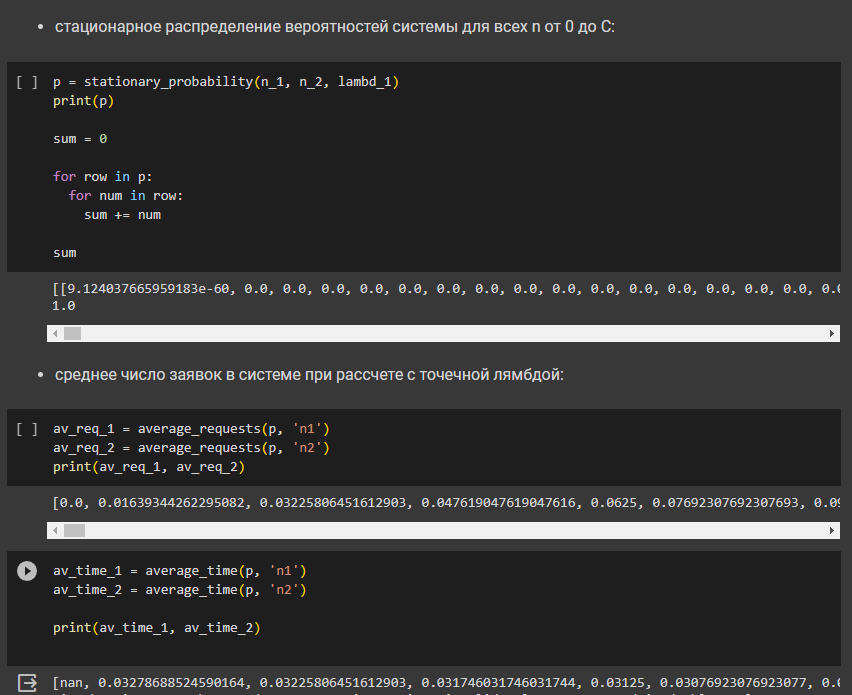 • стационарное распределение вероятностей системы для всех n от 0 до C:
[ ] p = stationary_probability(n_1, n_2, lambd_1)
print(p)
sum = 0
for row in p:
for num in row:
sum += num
sum
[[9.124037665959183e-60, 0.0, 0.0, 0.0, 0.0, 0.0, 0.0, 0.0, 0.0, 0.0, 0.0, 0.0, 0.0, 0.0, 0.0, 0.
1.0
• среднее число заявок в системе при рассчете с точечной лямбдой:
[ ] av_req_1 = average_requests(p, 'n1')
av_req_2 = average_requests(p, 'n2')
print(av_req_1, av_req_2)
[0.0, 0.01639344262295082, 0.03225806451612903, 0.047619047619047616, 0.0625, 0.07692307692307693, 0.0
av_time_1 = average_time(p, 'n1')
av_time_2 = average_time(p, 'n2')
print(av_time_1, av_time_2)
[nan, 0.03278688524590164, 0.03225806451612903, 0.031746031746031744, 0.03125, 0.03076923076923077, 0.